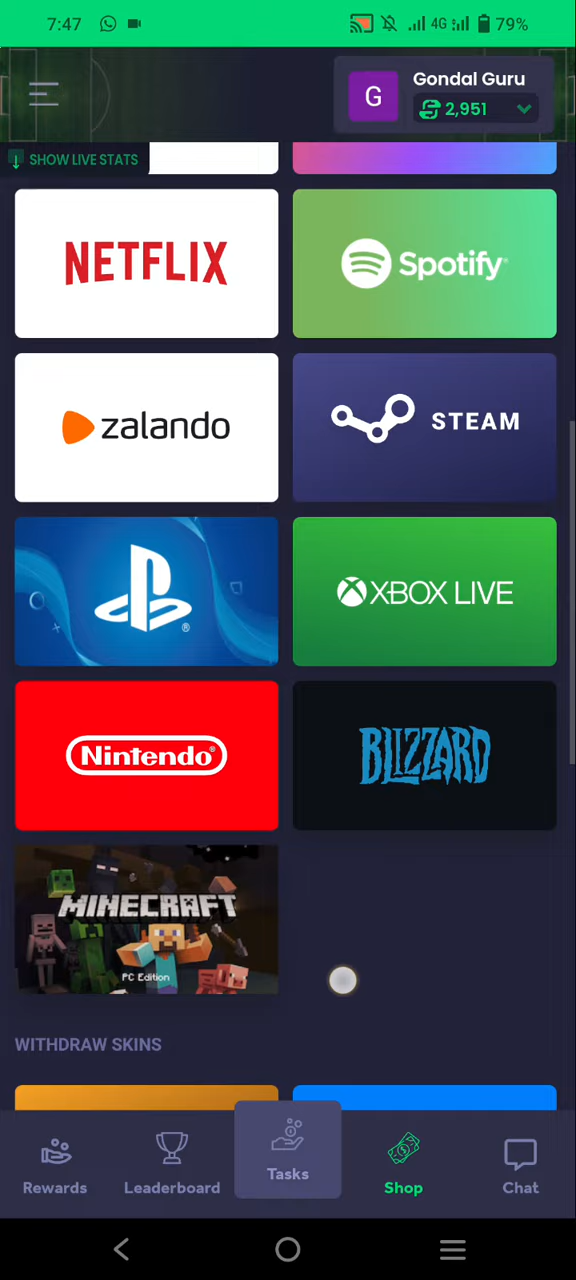 7:47
4G
79%
G
Gondal Guru
2,951
SHOW LIVE STATS
NETFLIX
Spotify®
zalando
STEAM
®
XBOX LIVE
Nintendo®
BLIZZARD
MINECRAFT
PC Edition
WITHDRAW SKINS
Rewards
Leaderboard
Tasks
Shop
Chat